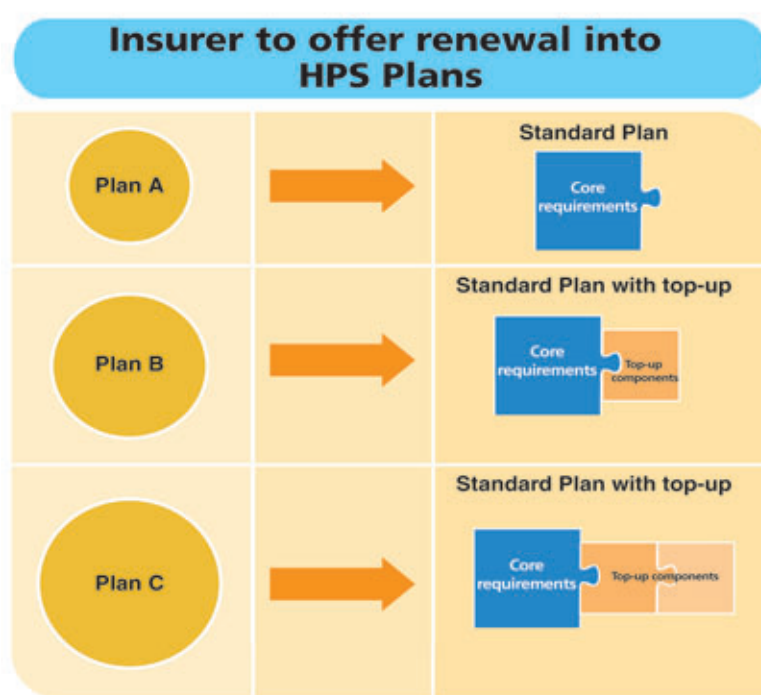 Insurer to offer renewal into
HPS Plans
Plan A
Standard Plan
Core
requirements
Plan B
Standard Plan with top-up
Core
requirements
Top-up
components
Plan C
Standard Plan with top-up
Core
requirements
Top-up components